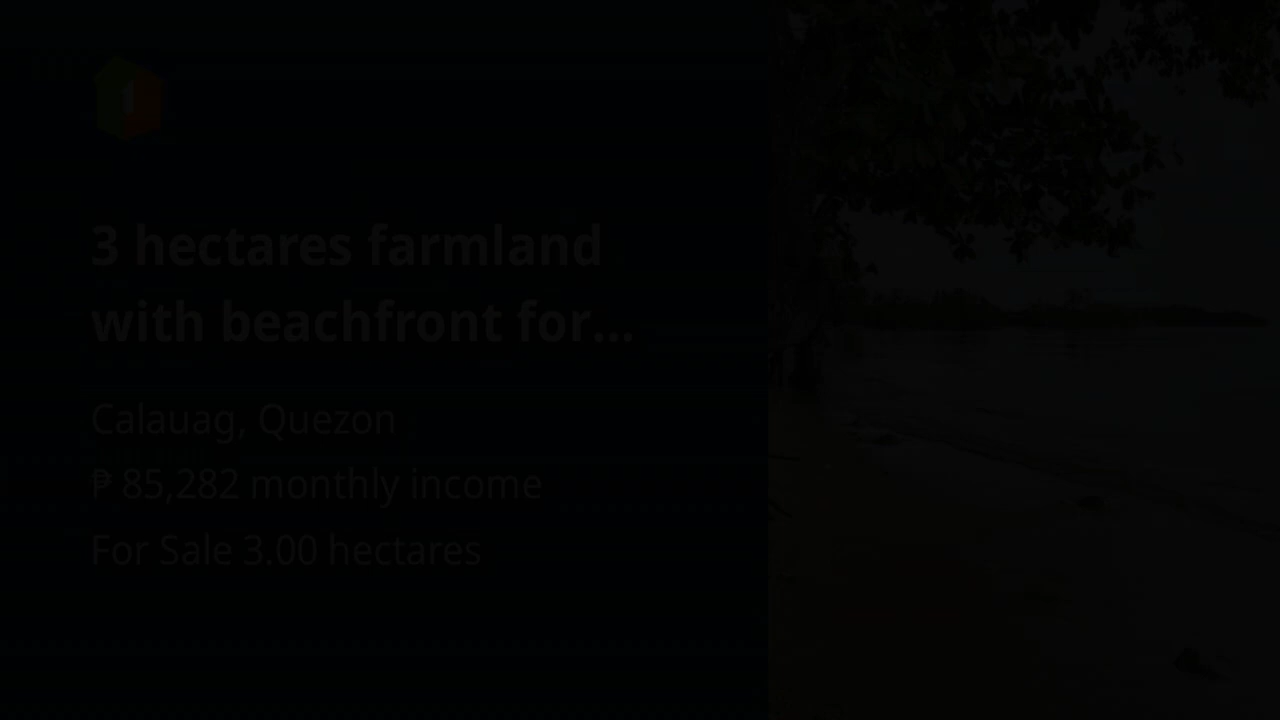 3 hectares farmland
with beachfront for...
Calauag, Quezon
₱ 85,282 monthly income
For Sale 3.00 hectares